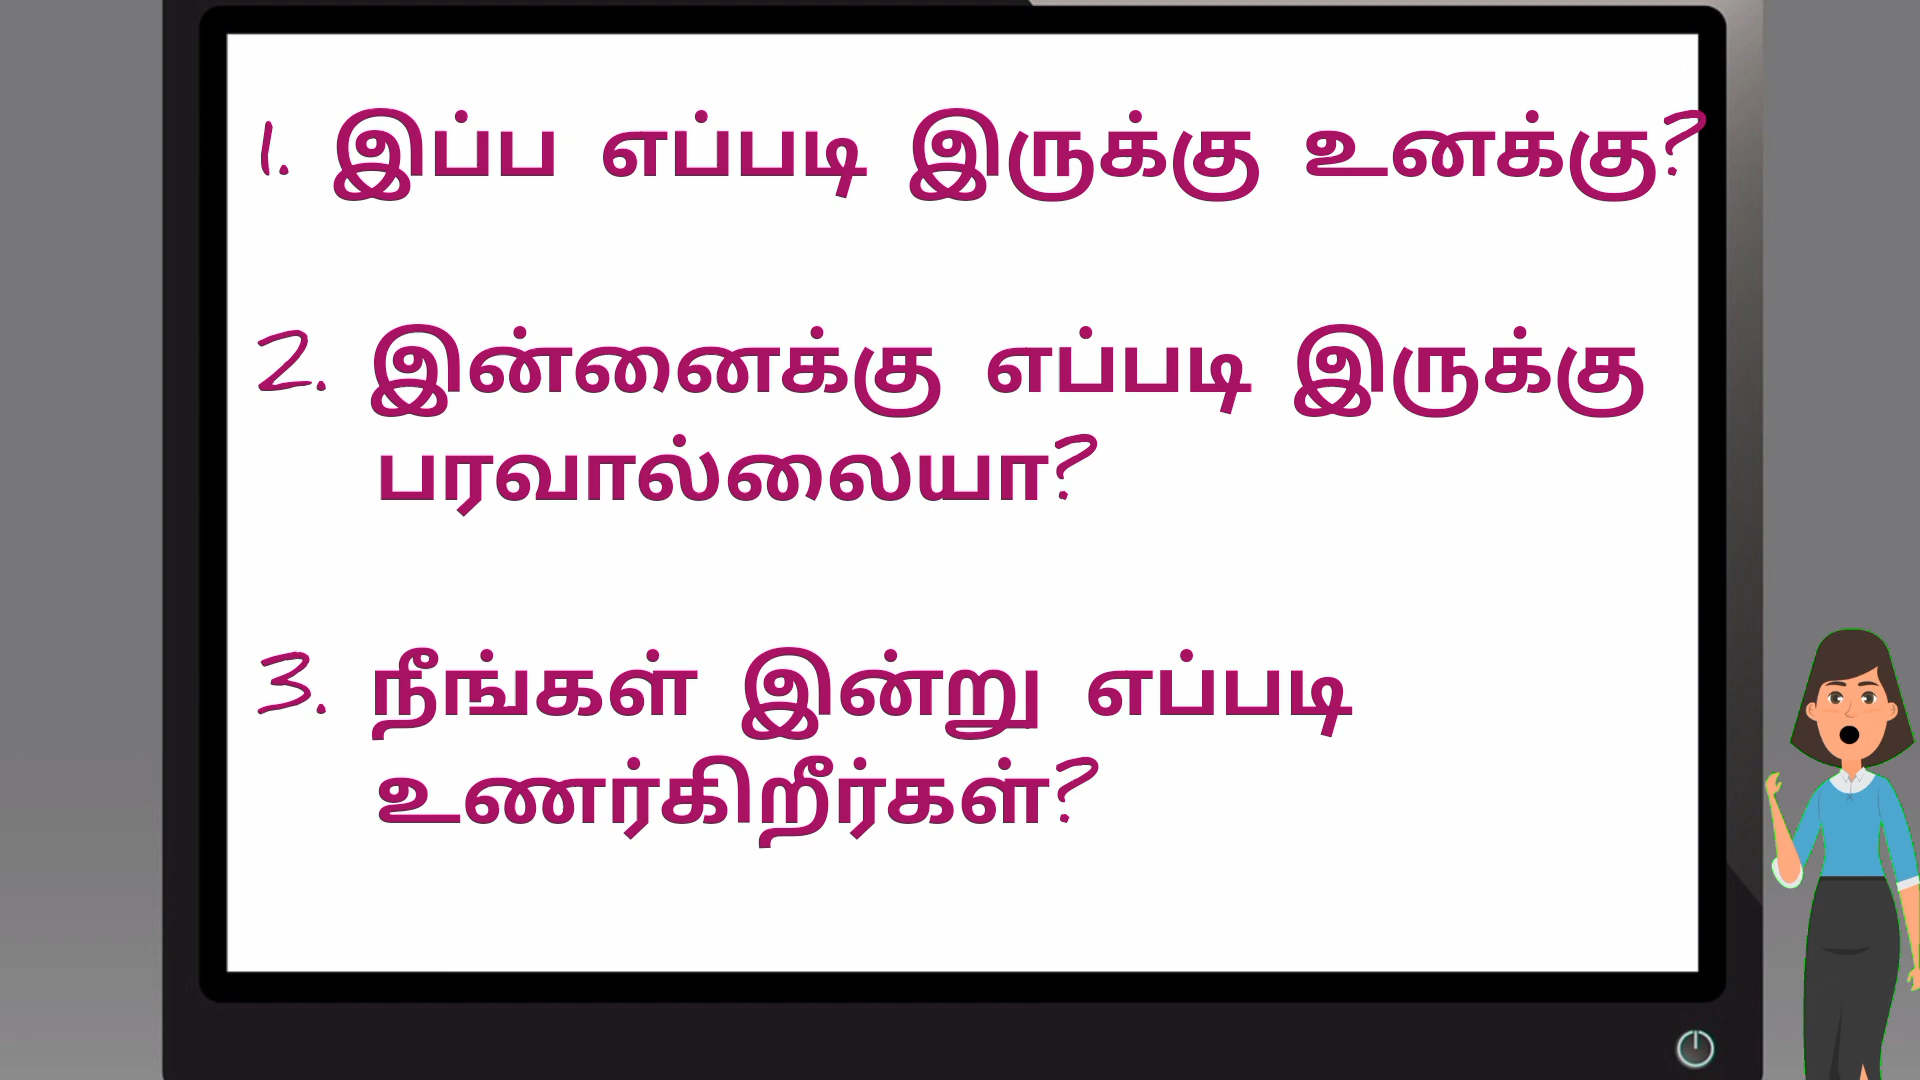 1. இப்ப எப்படி இருக்கு உனக்கு?
2. இன்னைக்கு எப்படி இருக்கு
பரவால்லையா?
3. நீங்கள் இன்று எப்படி
உணர்கிறீர்கள்?